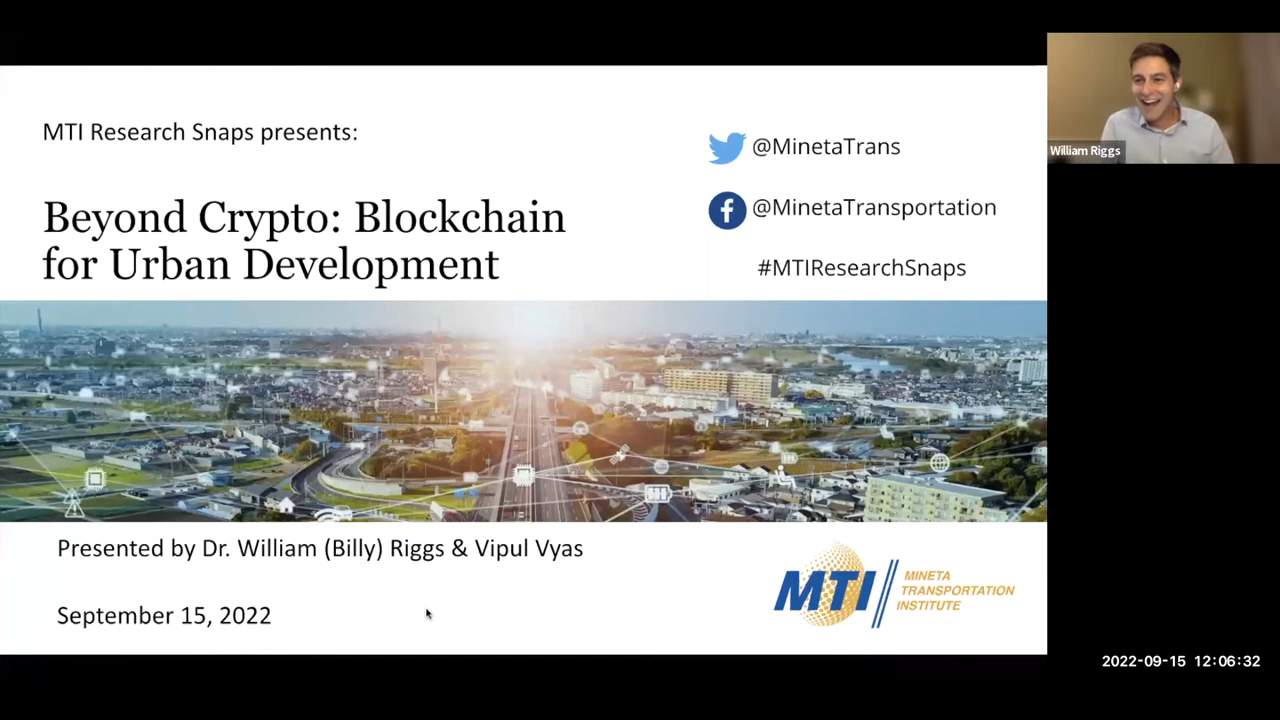 MTI Research Snaps presents:
Beyond Crypto: Blockchain
for Urban Development
@MinetaTrans
@MinetaTransportation
#MTIResearchSnaps
William Riggs
Presented by Dr. William (Billy) Riggs & Vipul Vyas
September 15, 2022
MTI
MINETA
TRANSPORTATION
INSTITUTE
2022-09-15 12:06:32